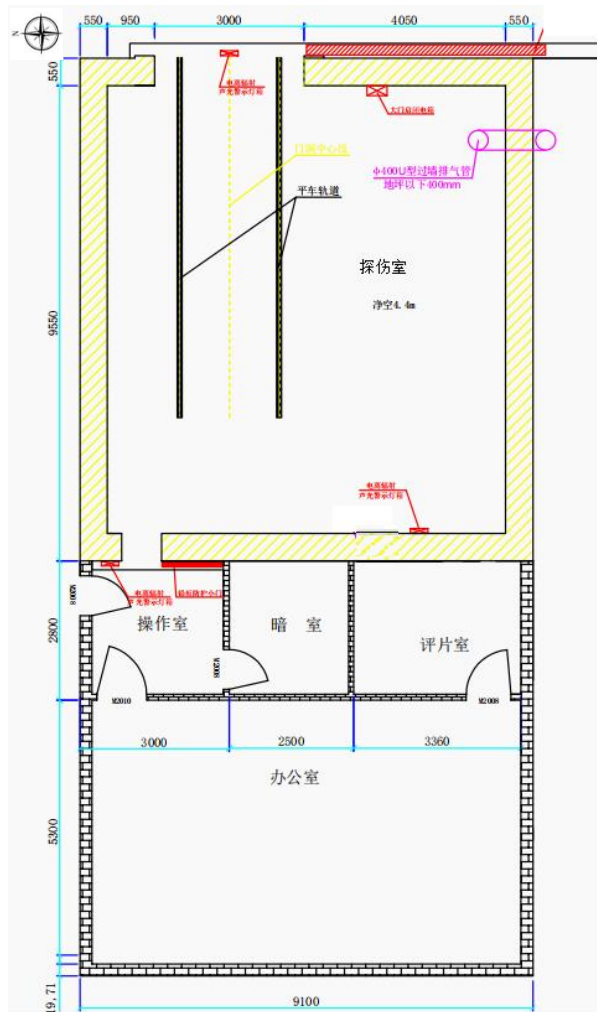 550 950 3000 4050 550
N
550
电离辐射
声光警示灯箱
大门启闭电箱
门洞中心线
Φ400U型过墙排气管
地坪以下400mm
平车轨道
探伤室
净空4.4m
9550
电离辐射
声光警示灯箱
电离辐射
声光警示灯箱
铅板防护小门
M2008
操作室
暗 室
评片室
M2008
2800
M2010
M2008
3000 2500 3360
办公室
5300
19.71
9100